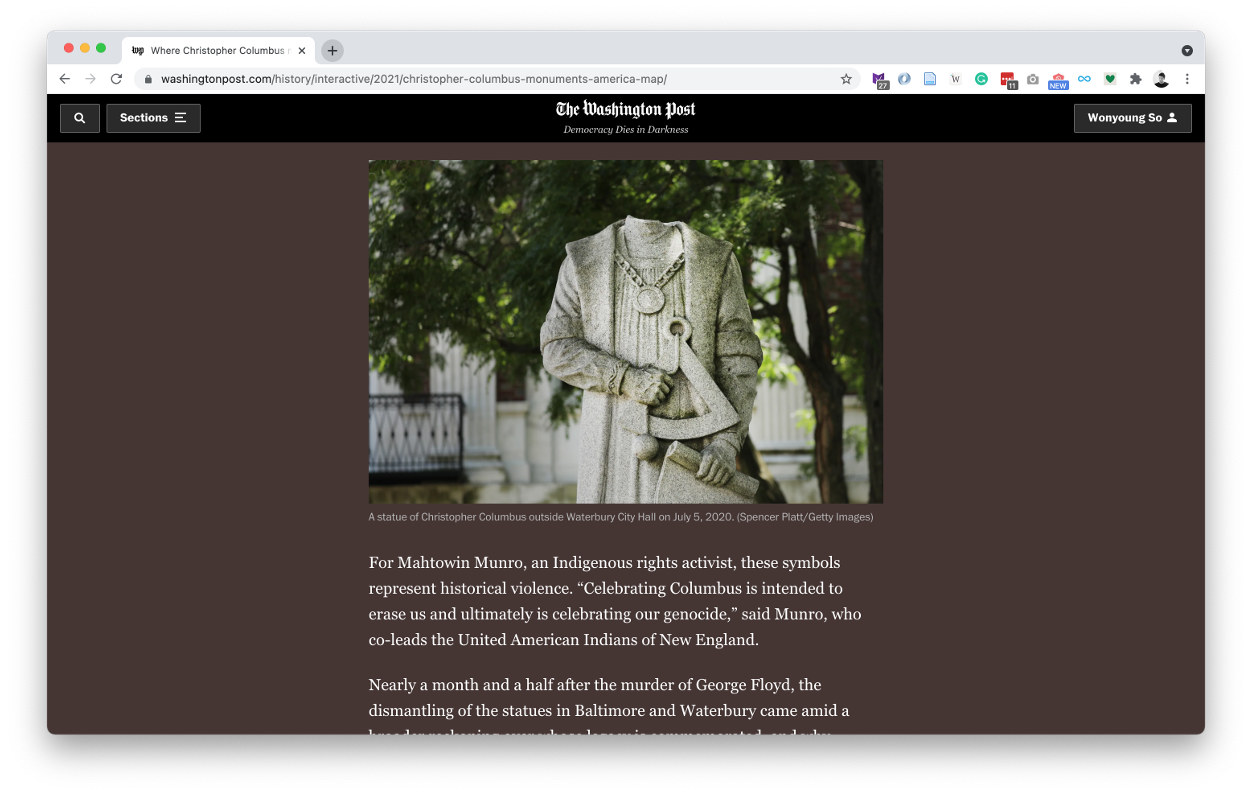 Where Christopher Columbus
washingtonpost.com/history/interactive/2021/christopher-columbus-monuments-america-map/
27
W
11
NEW
Sections
The Washington Post
Democracy Dies in Darkness
Wonyoung So
A statue of Christopher Columbus outside Waterbury City Hall on July 5, 2020. (Spencer Platt/Getty Images)
For Mahtowin Munro, an Indigenous rights activist, these symbols
represent historical violence. “Celebrating Columbus is intended to
erase us and ultimately is celebrating our genocide,” said Munro, who
co-leads the United American Indians of New England.
Nearly a month and a half after the murder of George Floyd, the
dismantling of the statues in Baltimore and Waterbury came amid a